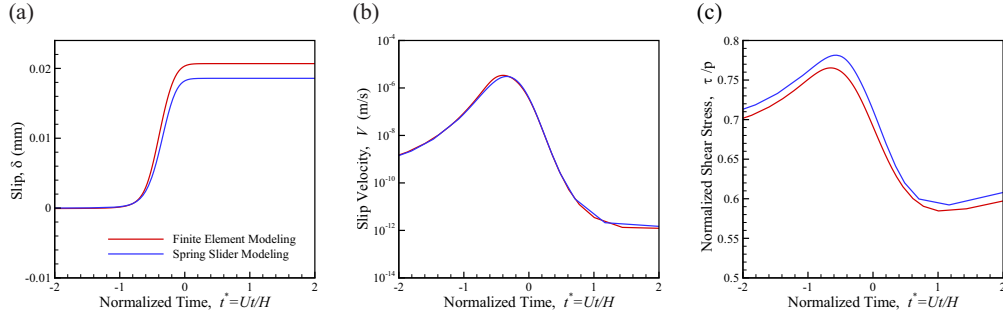 (a)
(b)
(c)
Slip, δ (mm)
0.02
0.01
0
-0.01
Finite Element Modeling
Spring Slider Modeling
-2
-1
0
1
2
Normalized Time, t*=Ut/H
Slip Velocity, V (m/s)
10-4
10-6
10-8
10-10
10-12
10-14
-2
-1
0
1
2
Normalized Time, t*=Ut/H
Normalized Shear Stress, τ/p
0.8
0.75
0.7
0.65
0.6
0.55
0.5
-2
-1
0
1
2
Normalized Time, t*=Ut/H